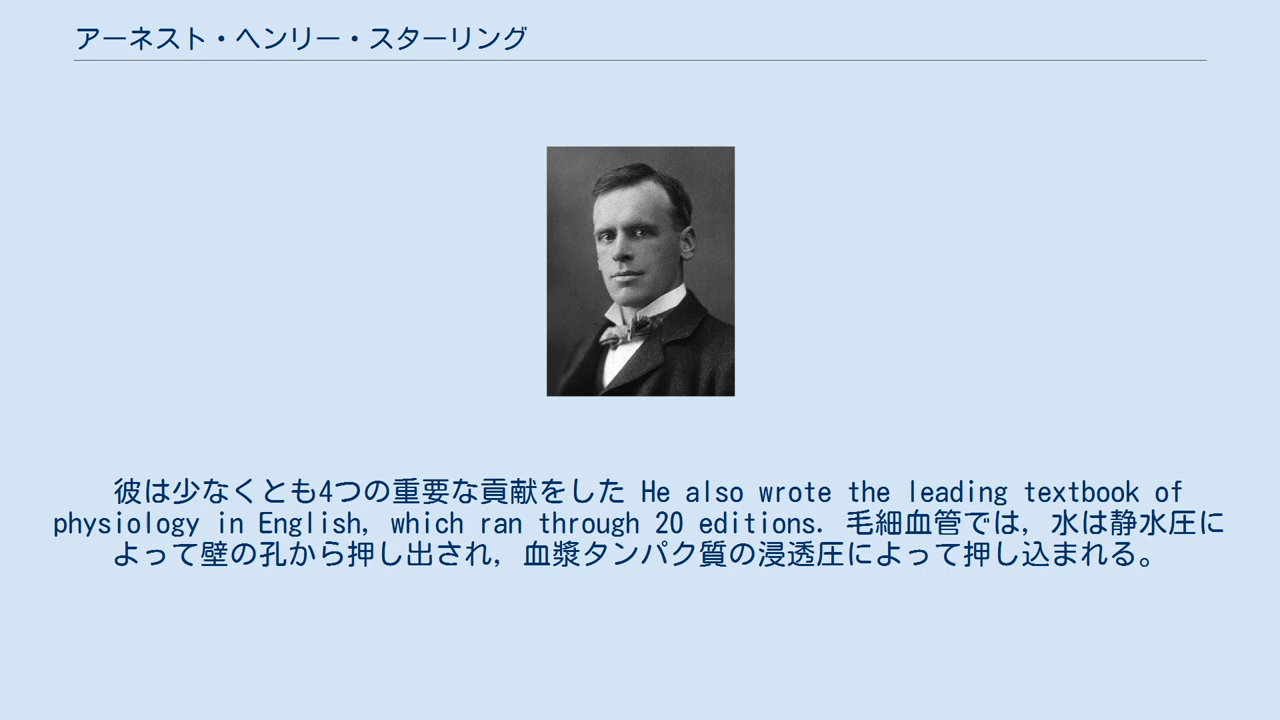 アーネスト・ヘンリー・スターリング
彼は少なくとも4つの重要な貢献をした He also wrote the leading textbook of
physiology in English, which ran through 20 editions. 毛細血管では, 水は静水圧に
よって壁の孔から押し出され, 血漿タンパク質の浸透圧によって押し込まれる。